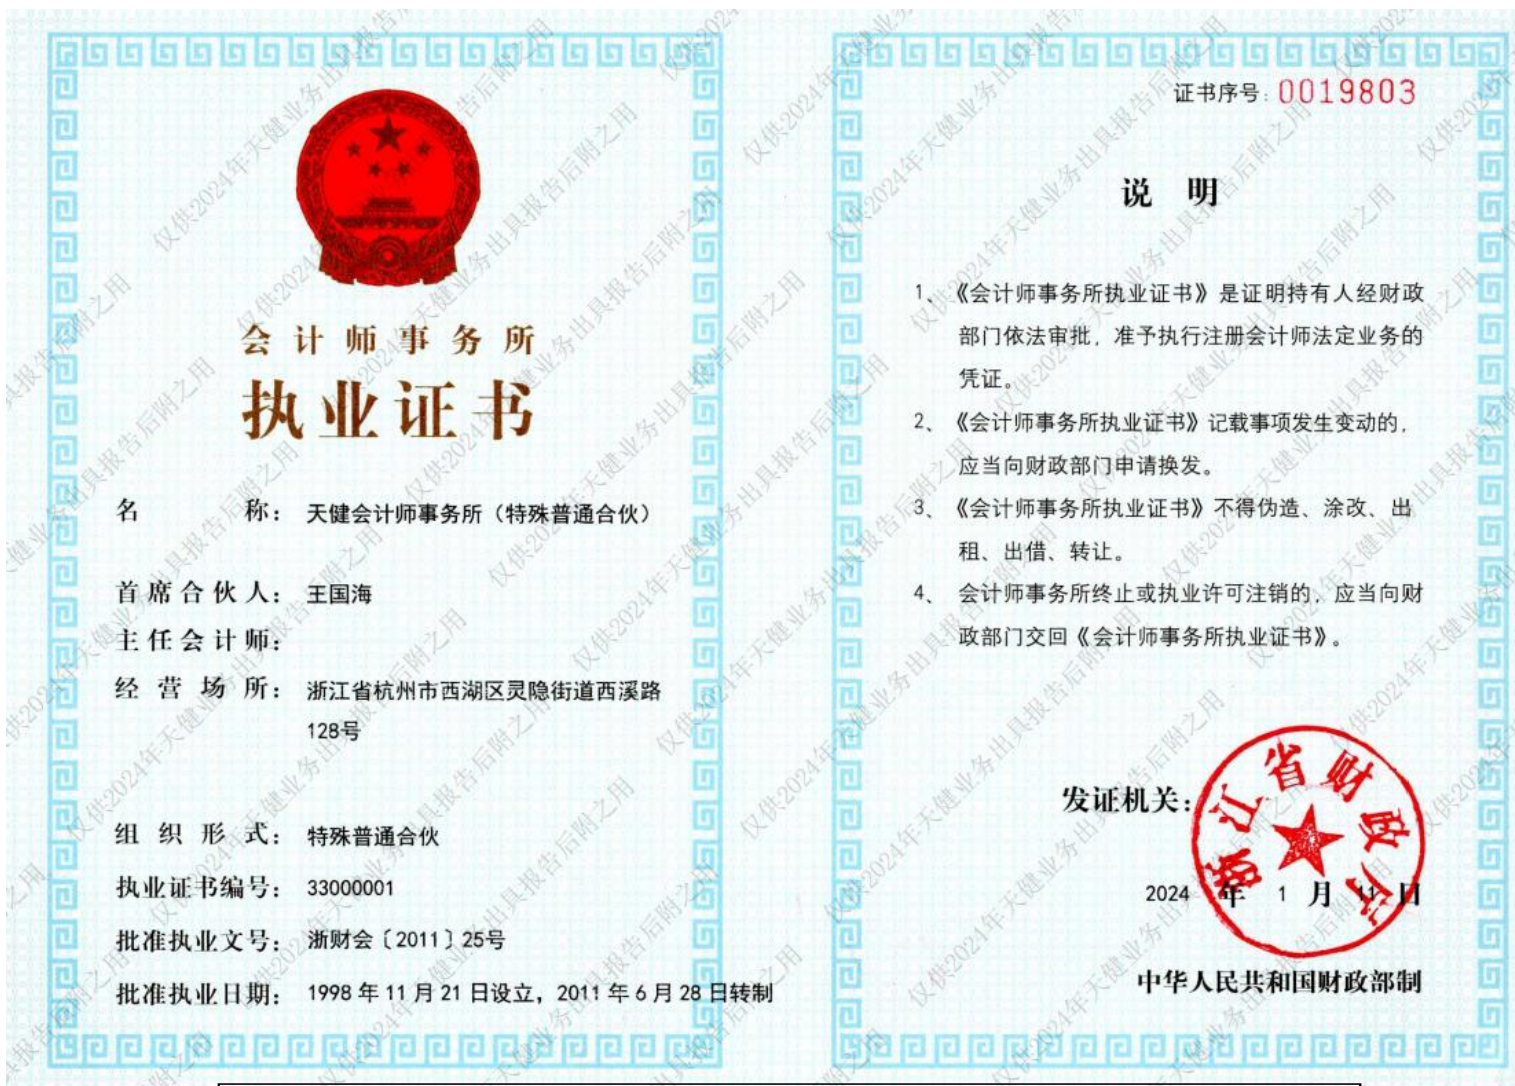 会计师事务所
执业证书
名称：天健会计师事务所（特殊普通合伙）
首席合伙人：王国海
主任会计师：
经营场所：浙江省杭州市西湖区灵隐街道西溪路
128号
组织形式：特殊普通合伙
执业证书编号：33000001
批准执业文号：浙财会〔2011〕25号
批准执业日期：1998年11月21日设立，2011年6月28日转制
证书序号：0019803
说明
1、《会计师事务所执业证书》是证明持有人经财政
部门依法审批，准予执行注册会计师法定业务的
凭证。
2、《会计师事务所执业证书》记载事项发生变动的，
应当向财政部门申请换发。
3、《会计师事务所执业证书》不得伪造、涂改、出
租、出借、转让。
4、会计师事务所终止或执业许可注销的，应当向财
政部门交回《会计师事务所执业证书》。
发证机关：
浙江省财政厅
2024年1月11日
中华人民共和国财政部制
仅供2024年天健业务出具报告后附之用